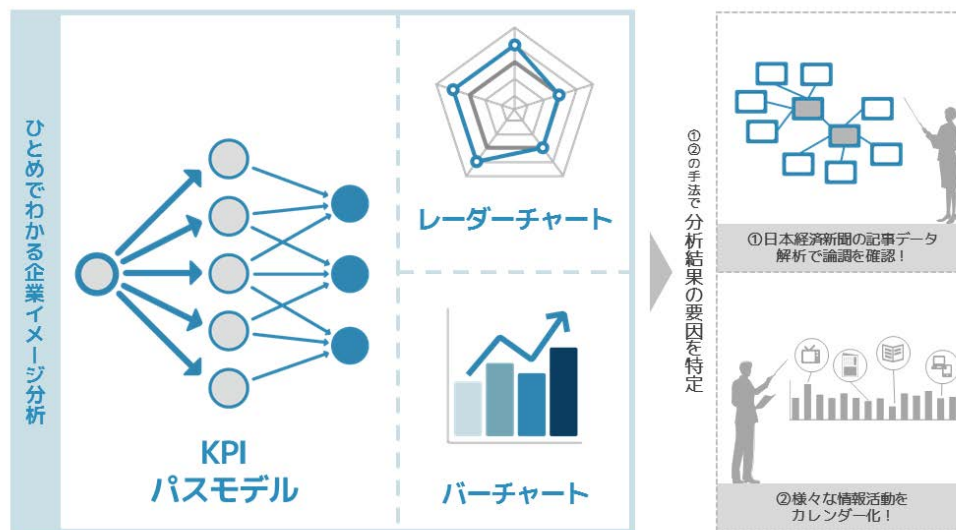 ひとめでわかる企業イメージ分析
KPI
パスモデル
レーダーチャート
バーチャート
①②の手法で分析結果の要因を特定
①日本経済新聞の記事データ
解析で論調を確認！
②様々な情報活動を
カレンダー化！